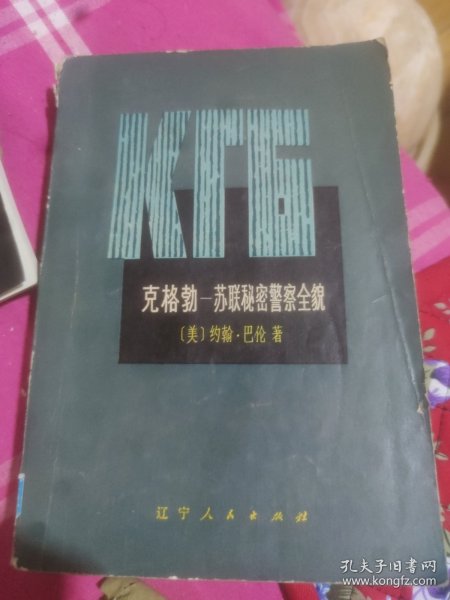 КГБ
克格勃—苏联秘密警察全貌
〔美〕约翰·巴伦 著
辽宁人民出版社
孔夫子旧书网
www.kongfz.com